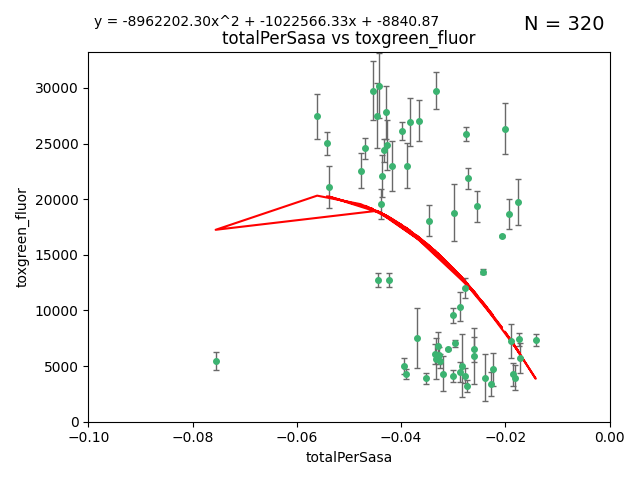 y = -8962202.30x^2 + -1022566.33x + -8840.87
N = 320
totalPerSasa vs toxgreen_fluor
toxgreen_fluor
30000
25000
20000
15000
10000
5000
0
−0.10
−0.08
−0.06
−0.04
−0.02
0.00
totalPerSasa